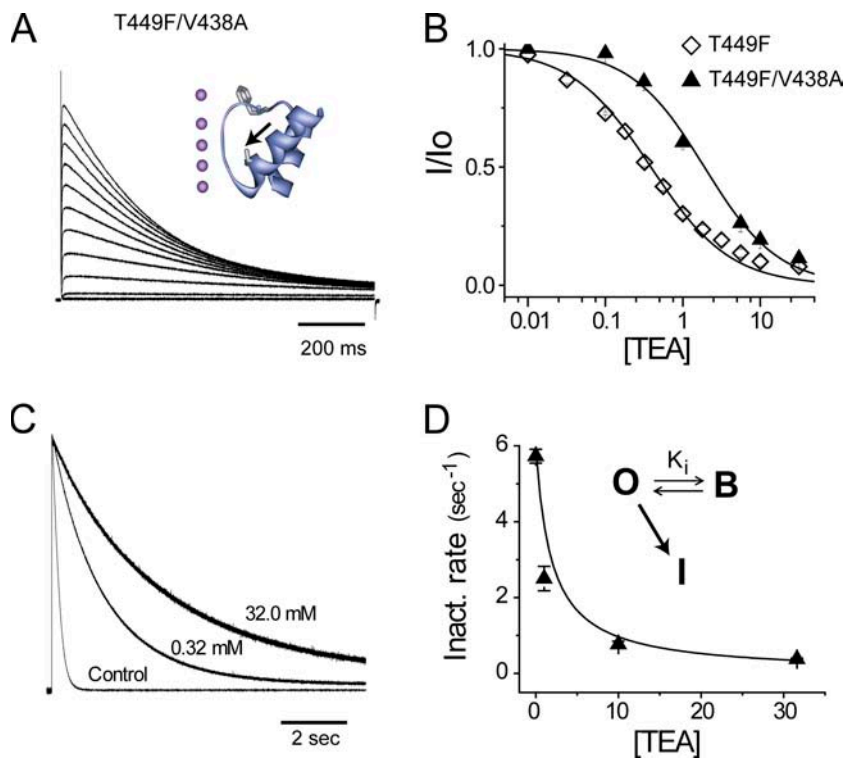 A
T449F/V438A
200 ms
B
T449F
T449F/V438A
I/Io
1.0
0.5
0.0
0.01 0.1 1 10
[TEA]
C
32.0 mM
0.32 mM
Control
2 sec
D
Inact. rate (sec⁻¹)
6
4
2
0
Ki
O B
I
0 10 20 30
[TEA]